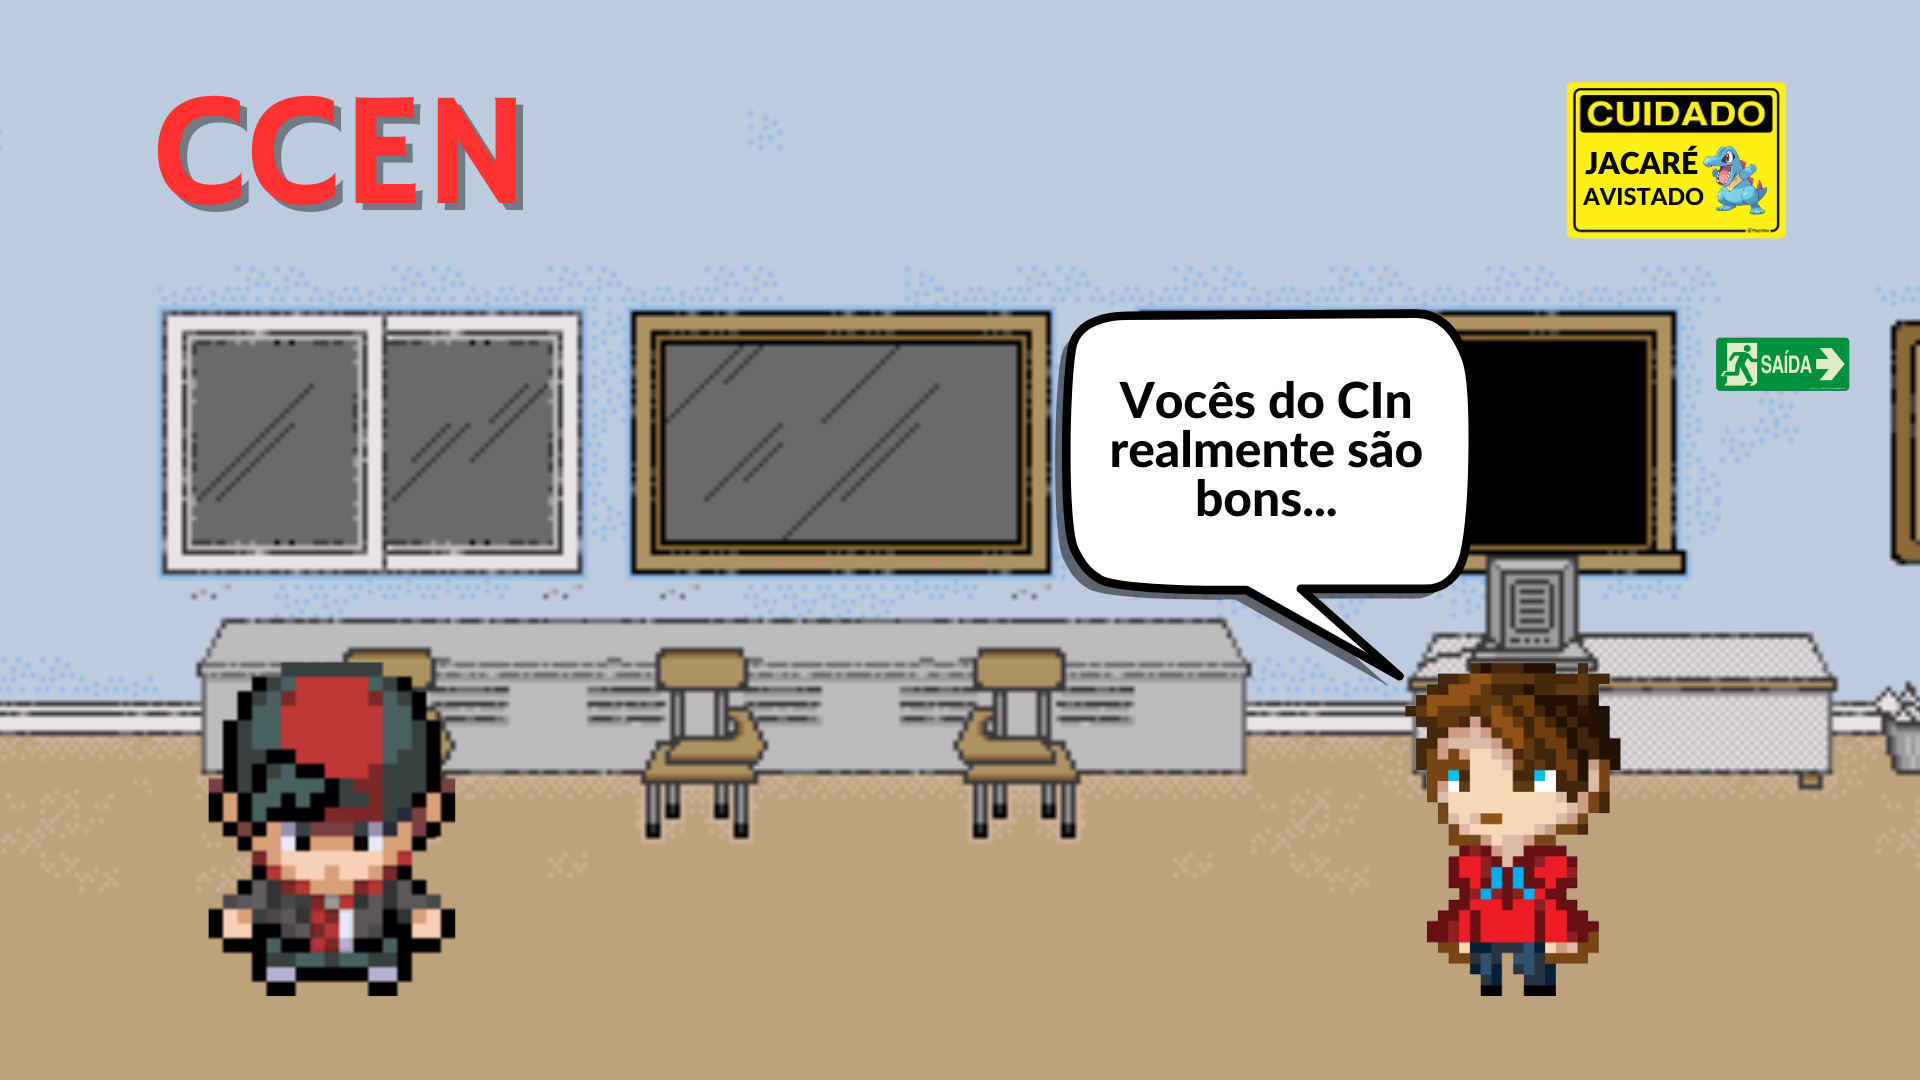 CCEN
CUIDADO
JACARÉ
AVISTADO
SAÍDA
Vocês do CIn
realmente são
bons...